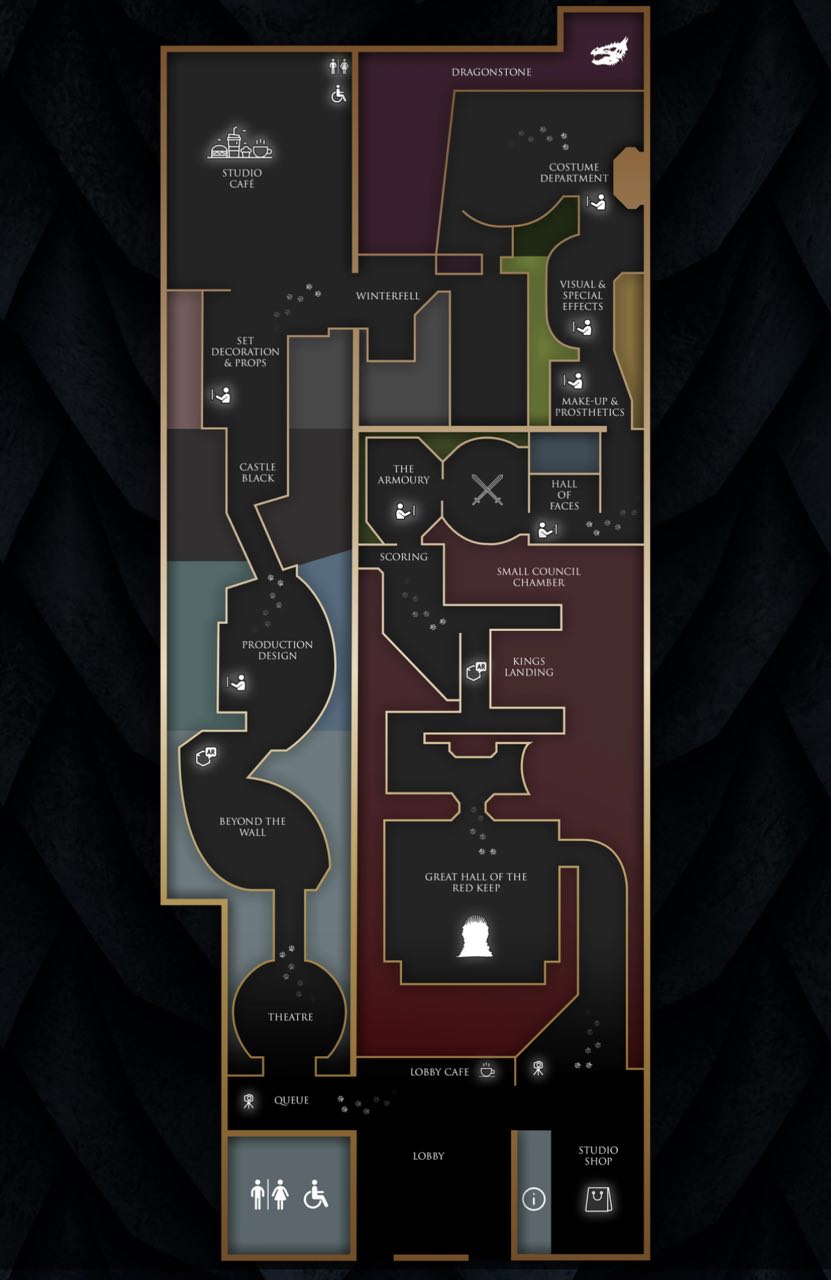 DRAGONSTONE
STUDIO
CAFÉ
COSTUME
DEPARTMENT
WINTERFELL
VISUAL &
SPECIAL
EFFECTS
SET
DECORATION
& PROPS
MAKE-UP &
PROSTHETICS
CASTLE
BLACK
THE
ARMOURY
HALL
OF
FACES
SCORING
SMALL COUNCIL
CHAMBER
PRODUCTION
DESIGN
KINGS
LANDING
AR
AR
BEYOND THE
WALL
GREAT HALL OF THE
RED KEEP
THEATRE
LOBBY CAFE
QUEUE
LOBBY
STUDIO
SHOP
i